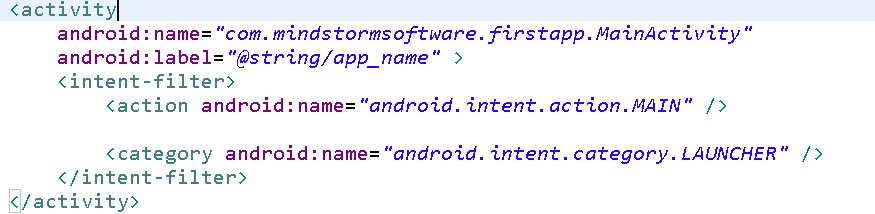 <activity
android:name="com.mindstormsoftware.firstapp.MainActivity"
android:label="@string/app_name" >
<intent-filter>
<action android:name="android.intent.action.MAIN" />
<category android:name="android.intent.category.LAUNCHER" />
</intent-filter>
</activity>